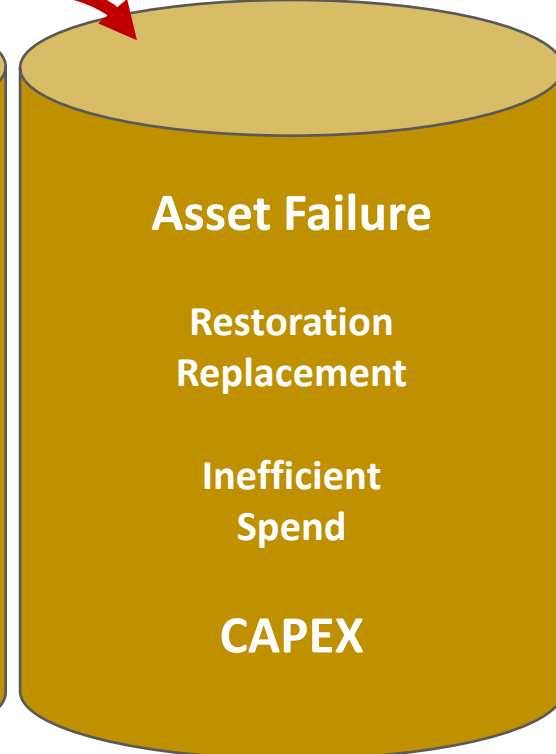 Asset Failure
Restoration
Replacement
Inefficient
Spend
CAPEX